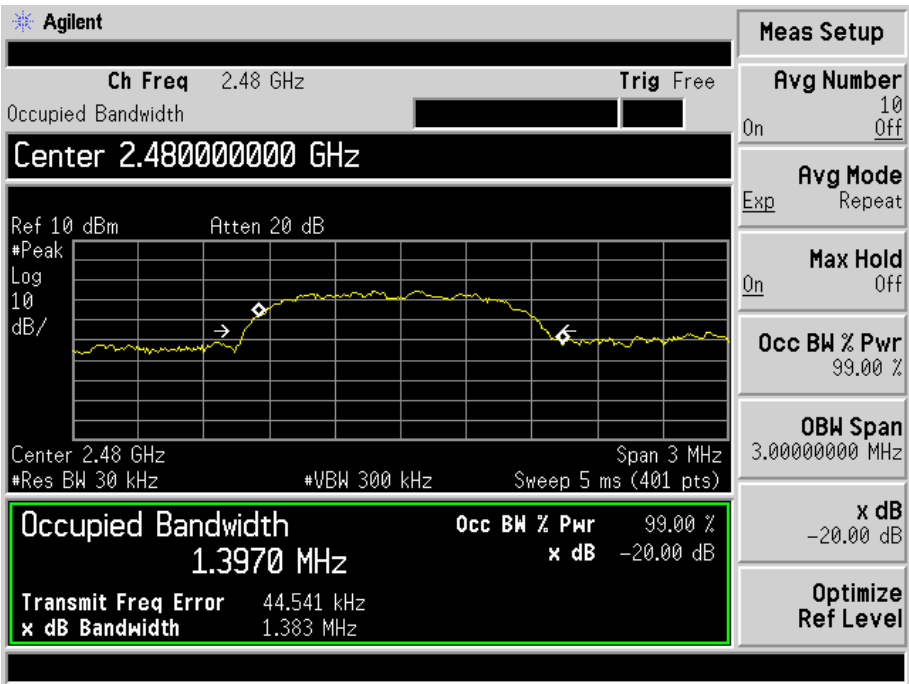 Agilent
Ch Freq 2.48 GHz Trig Free
Occupied Bandwidth
Center 2.480000000 GHz
Ref 10 dBm Atten 20 dB
#Peak
Log
10
dB/
Center 2.48 GHz Span 3 MHz
#Res BW 30 kHz #VBW 300 kHz Sweep 5 ms (401 pts)
Occupied Bandwidth Occ BW % Pwr 99.00 %
1.3970 MHz x dB -20.00 dB
Transmit Freq Error 44.541 kHz
x dB Bandwidth 1.383 MHz
Meas Setup
Avg Number
10
On Off
Avg Mode
Exp Repeat
Max Hold
On Off
Occ BW % Pwr
99.00 %
OBW Span
3.00000000 MHz
x dB
-20.00 dB
Optimize
Ref Level